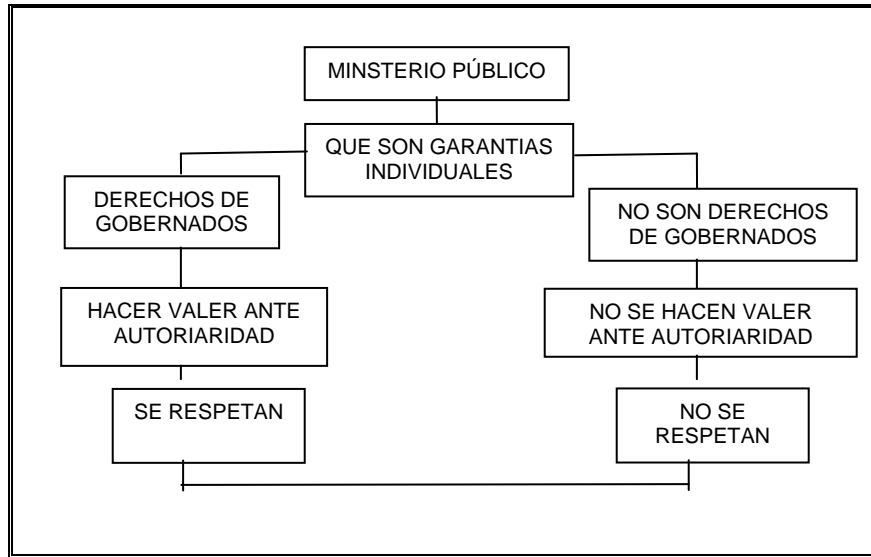 MINSTERIO PÚBLICO
QUE SON GARANTIAS
INDIVIDUALES
DERECHOS DE
GOBERNADOS
NO SON DERECHOS
DE GOBERNADOS
HACER VALER ANTE
AUTORIARIDAD
NO SE HACEN VALER
ANTE AUTORIARIDAD
SE RESPETAN
NO SE
RESPETAN